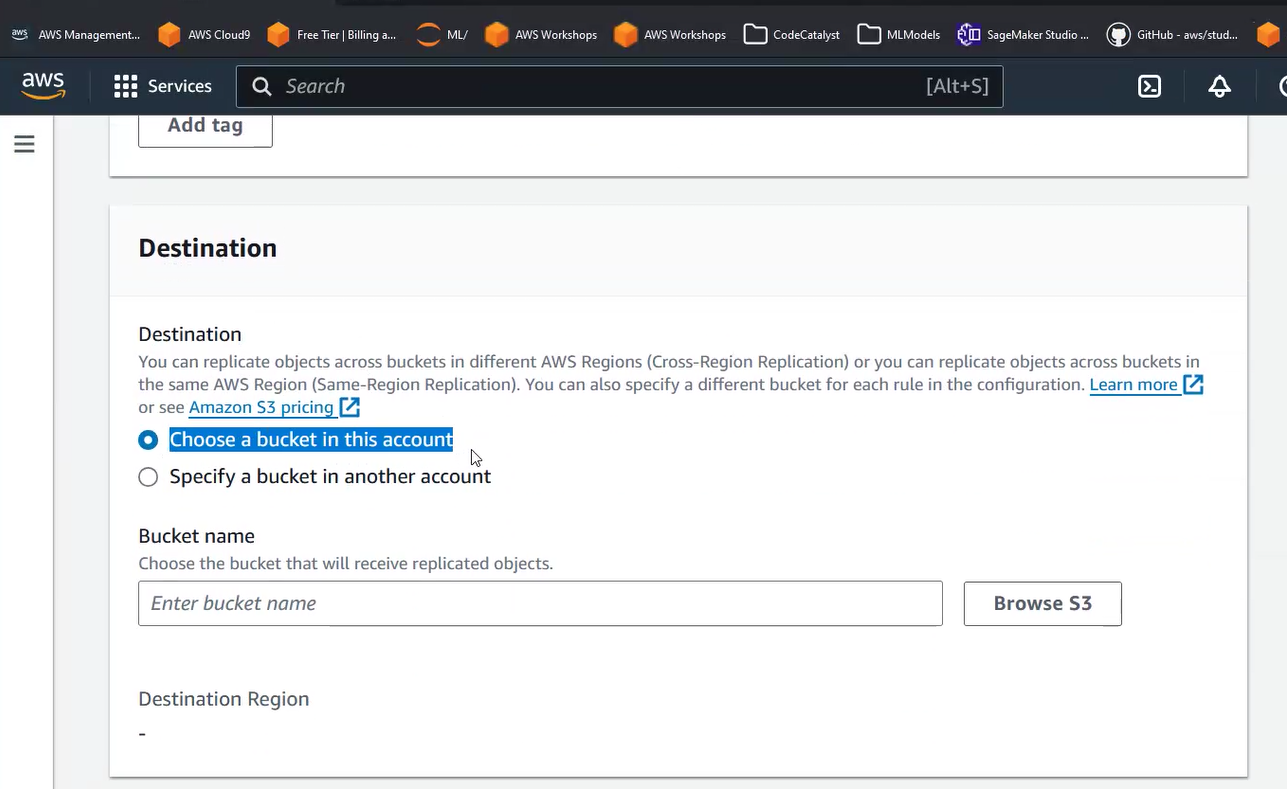 aws AWS Management... AWS Cloud9 Free Tier | Billing a... ML/ AWS Workshops AWS Workshops CodeCatalyst MLModels SageMaker Studio ... GitHub - aws/stud...
aws Services Search [Alt+S]
Add tag
Destination
Destination
You can replicate objects across buckets in different AWS Regions (Cross-Region Replication) or you can replicate objects across buckets in
the same AWS Region (Same-Region Replication). You can also specify a different bucket for each rule in the configuration. Learn more
or see Amazon S3 pricing
Choose a bucket in this account
Specify a bucket in another account
Bucket name
Choose the bucket that will receive replicated objects.
Enter bucket name Browse S3
Destination Region
-